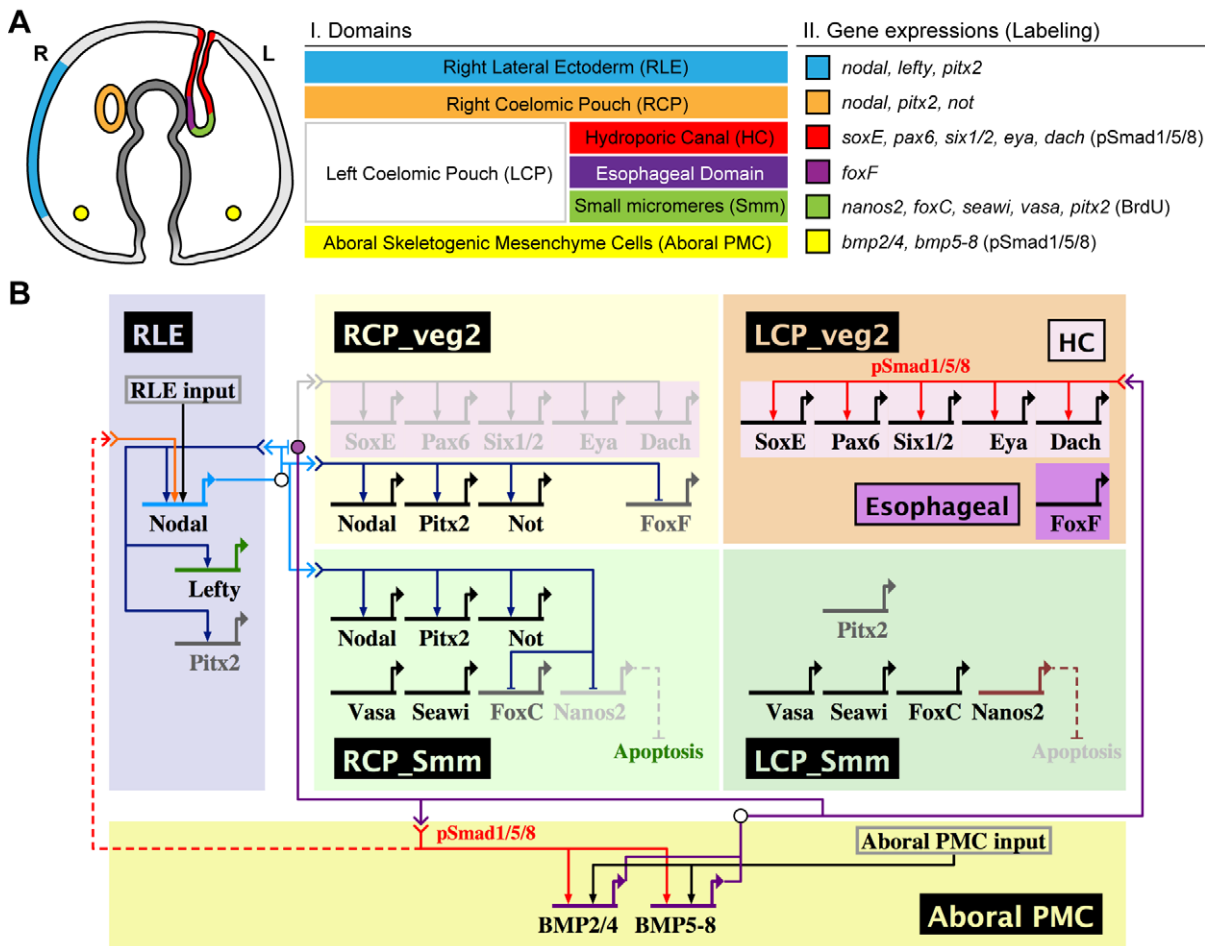 A
R
L
I. Domains
Right Lateral Ectoderm (RLE)
Right Coelomic Pouch (RCP)
Left Coelomic Pouch (LCP)
Hydroporic Canal (HC)
Esophageal Domain
Small micromeres (Smm)
Aboral Skeletogenic Mesenchyme Cells (Aboral PMC)
II. Gene expressions (Labeling)
nodal, lefty, pitx2
nodal, pitx2, not
soxE, pax6, six1/2, eya, dach (pSmad1/5/8)
foxF
nanos2, foxC, seawi, vasa, pitx2 (BrdU)
bmp2/4, bmp5-8 (pSmad1/5/8)
B
RLE
RLE input
Nodal
Lefty
Pitx2
RCP_veg2
SoxE Pax6 Six1/2 Eya Dach
Nodal Pitx2 Not FoxF
LCP_veg2
HC
pSmad1/5/8
SoxE Pax6 Six1/2 Eya Dach
Esophageal
FoxF
Nodal Pitx2 Not
Vasa Seawi FoxC Nanos2
Apoptosis
RCP_Smm
Pitx2
Vasa Seawi FoxC Nanos2
Apoptosis
LCP_Smm
pSmad1/5/8
Aboral PMC input
BMP2/4 BMP5-8
Aboral PMC